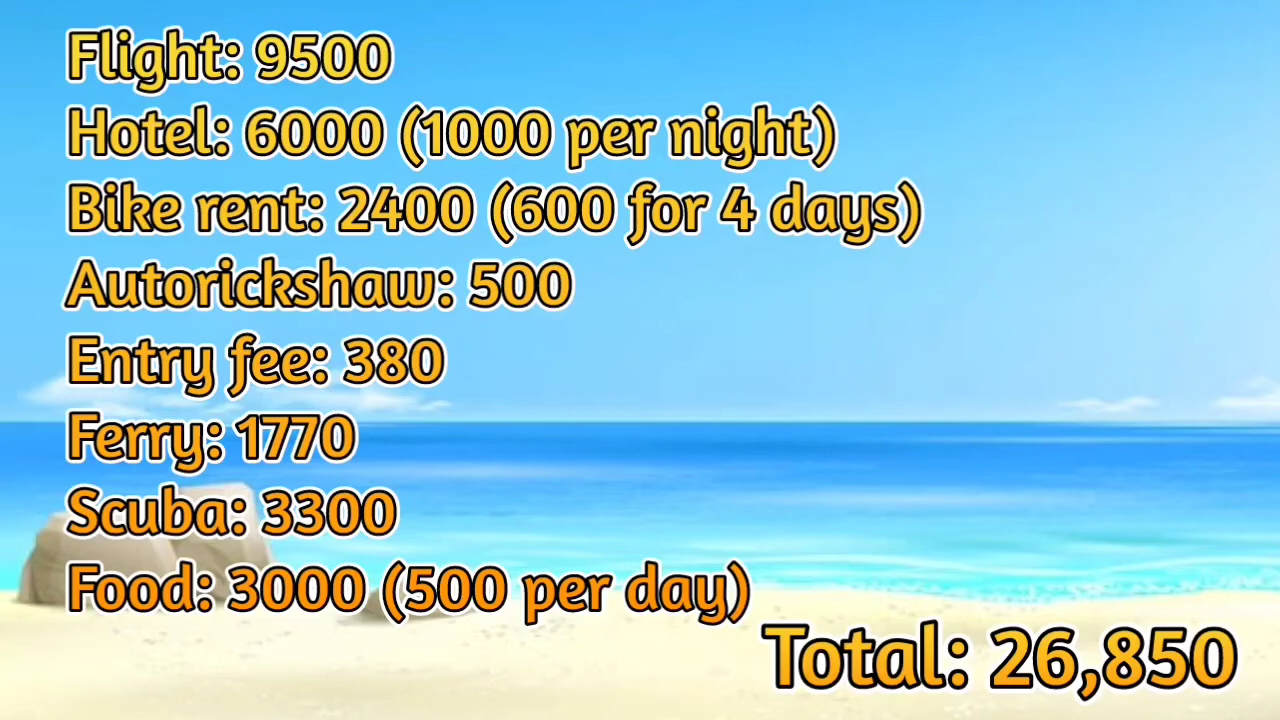 Flight: 9500
Hotel: 6000 (1000 per night)
Bike rent: 2400 (600 for 4 days)
Autorickshaw: 500
Entry fee: 380
Ferry: 1770
Scuba: 3300
Food: 3000 (500 per day)
Total: 26,850